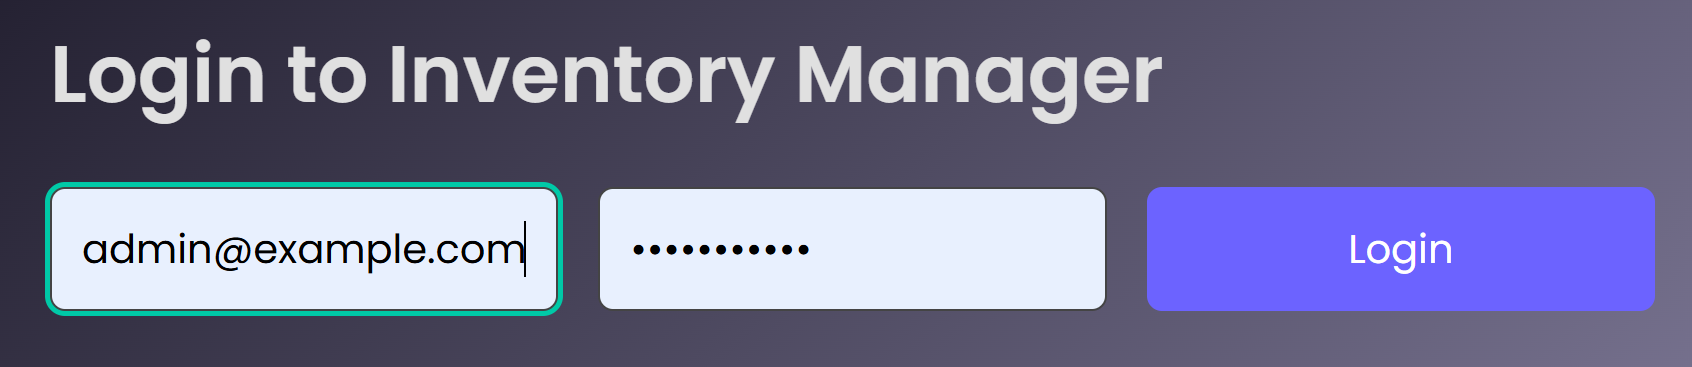 Login to Inventory Manager
admin@example.com ••••••••••• Login